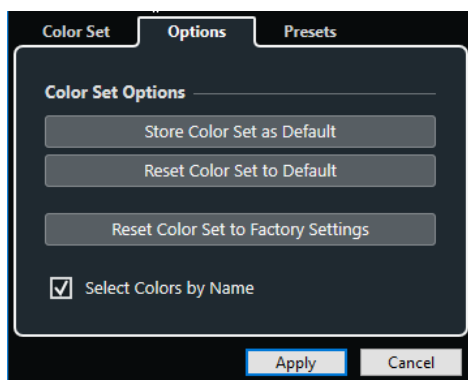 Color Set Options Presets
Color Set Options
Store Color Set as Default
Reset Color Set to Default
Reset Color Set to Factory Settings
Select Colors by Name
Apply Cancel